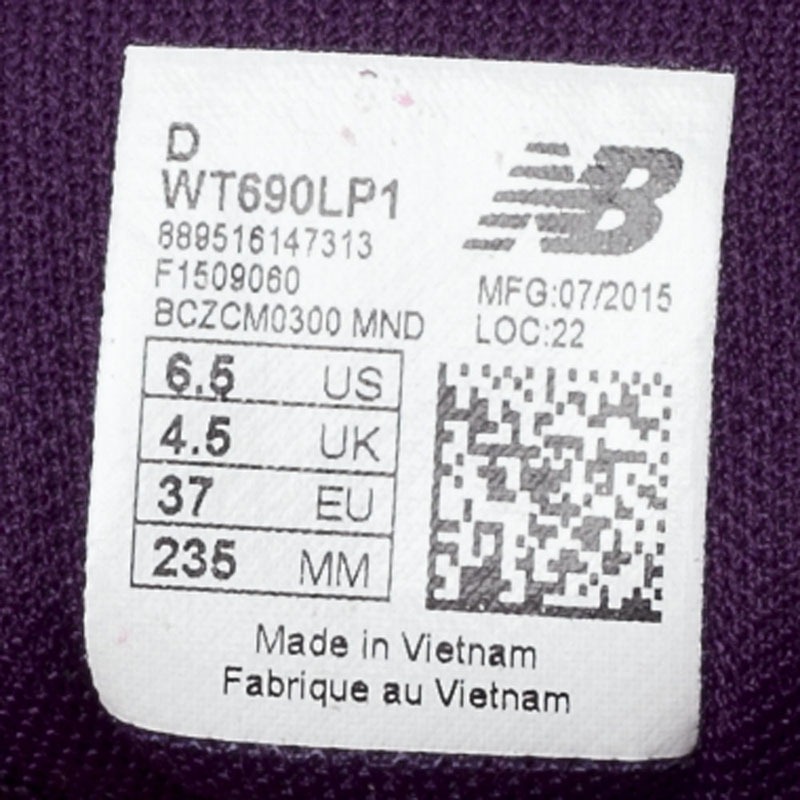 D
WT690LP1
889516147313
F1509060
BCZCM0300 MND
NB
MFG:07/2015
LOC:22
6.5 US
4.5 UK
37 EU
235 MM
Made in Vietnam
Fabrique au Vietnam